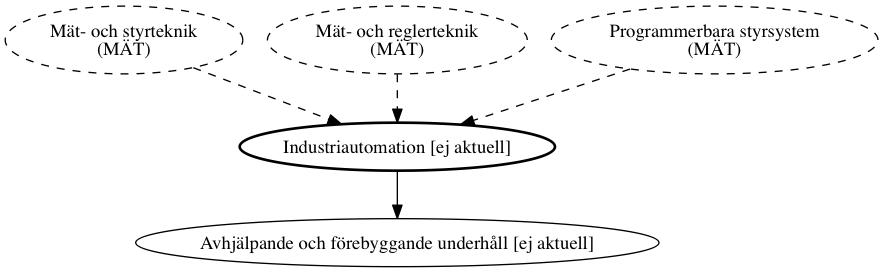 Mät- och styrteknik
(MÄT)
Mät- och reglerteknik
(MÄT)
Programmerbara styrsystem
(MÄT)
Industriautomation [ej aktuell]
Avhjälpande och förebyggande underhåll [ej aktuell]